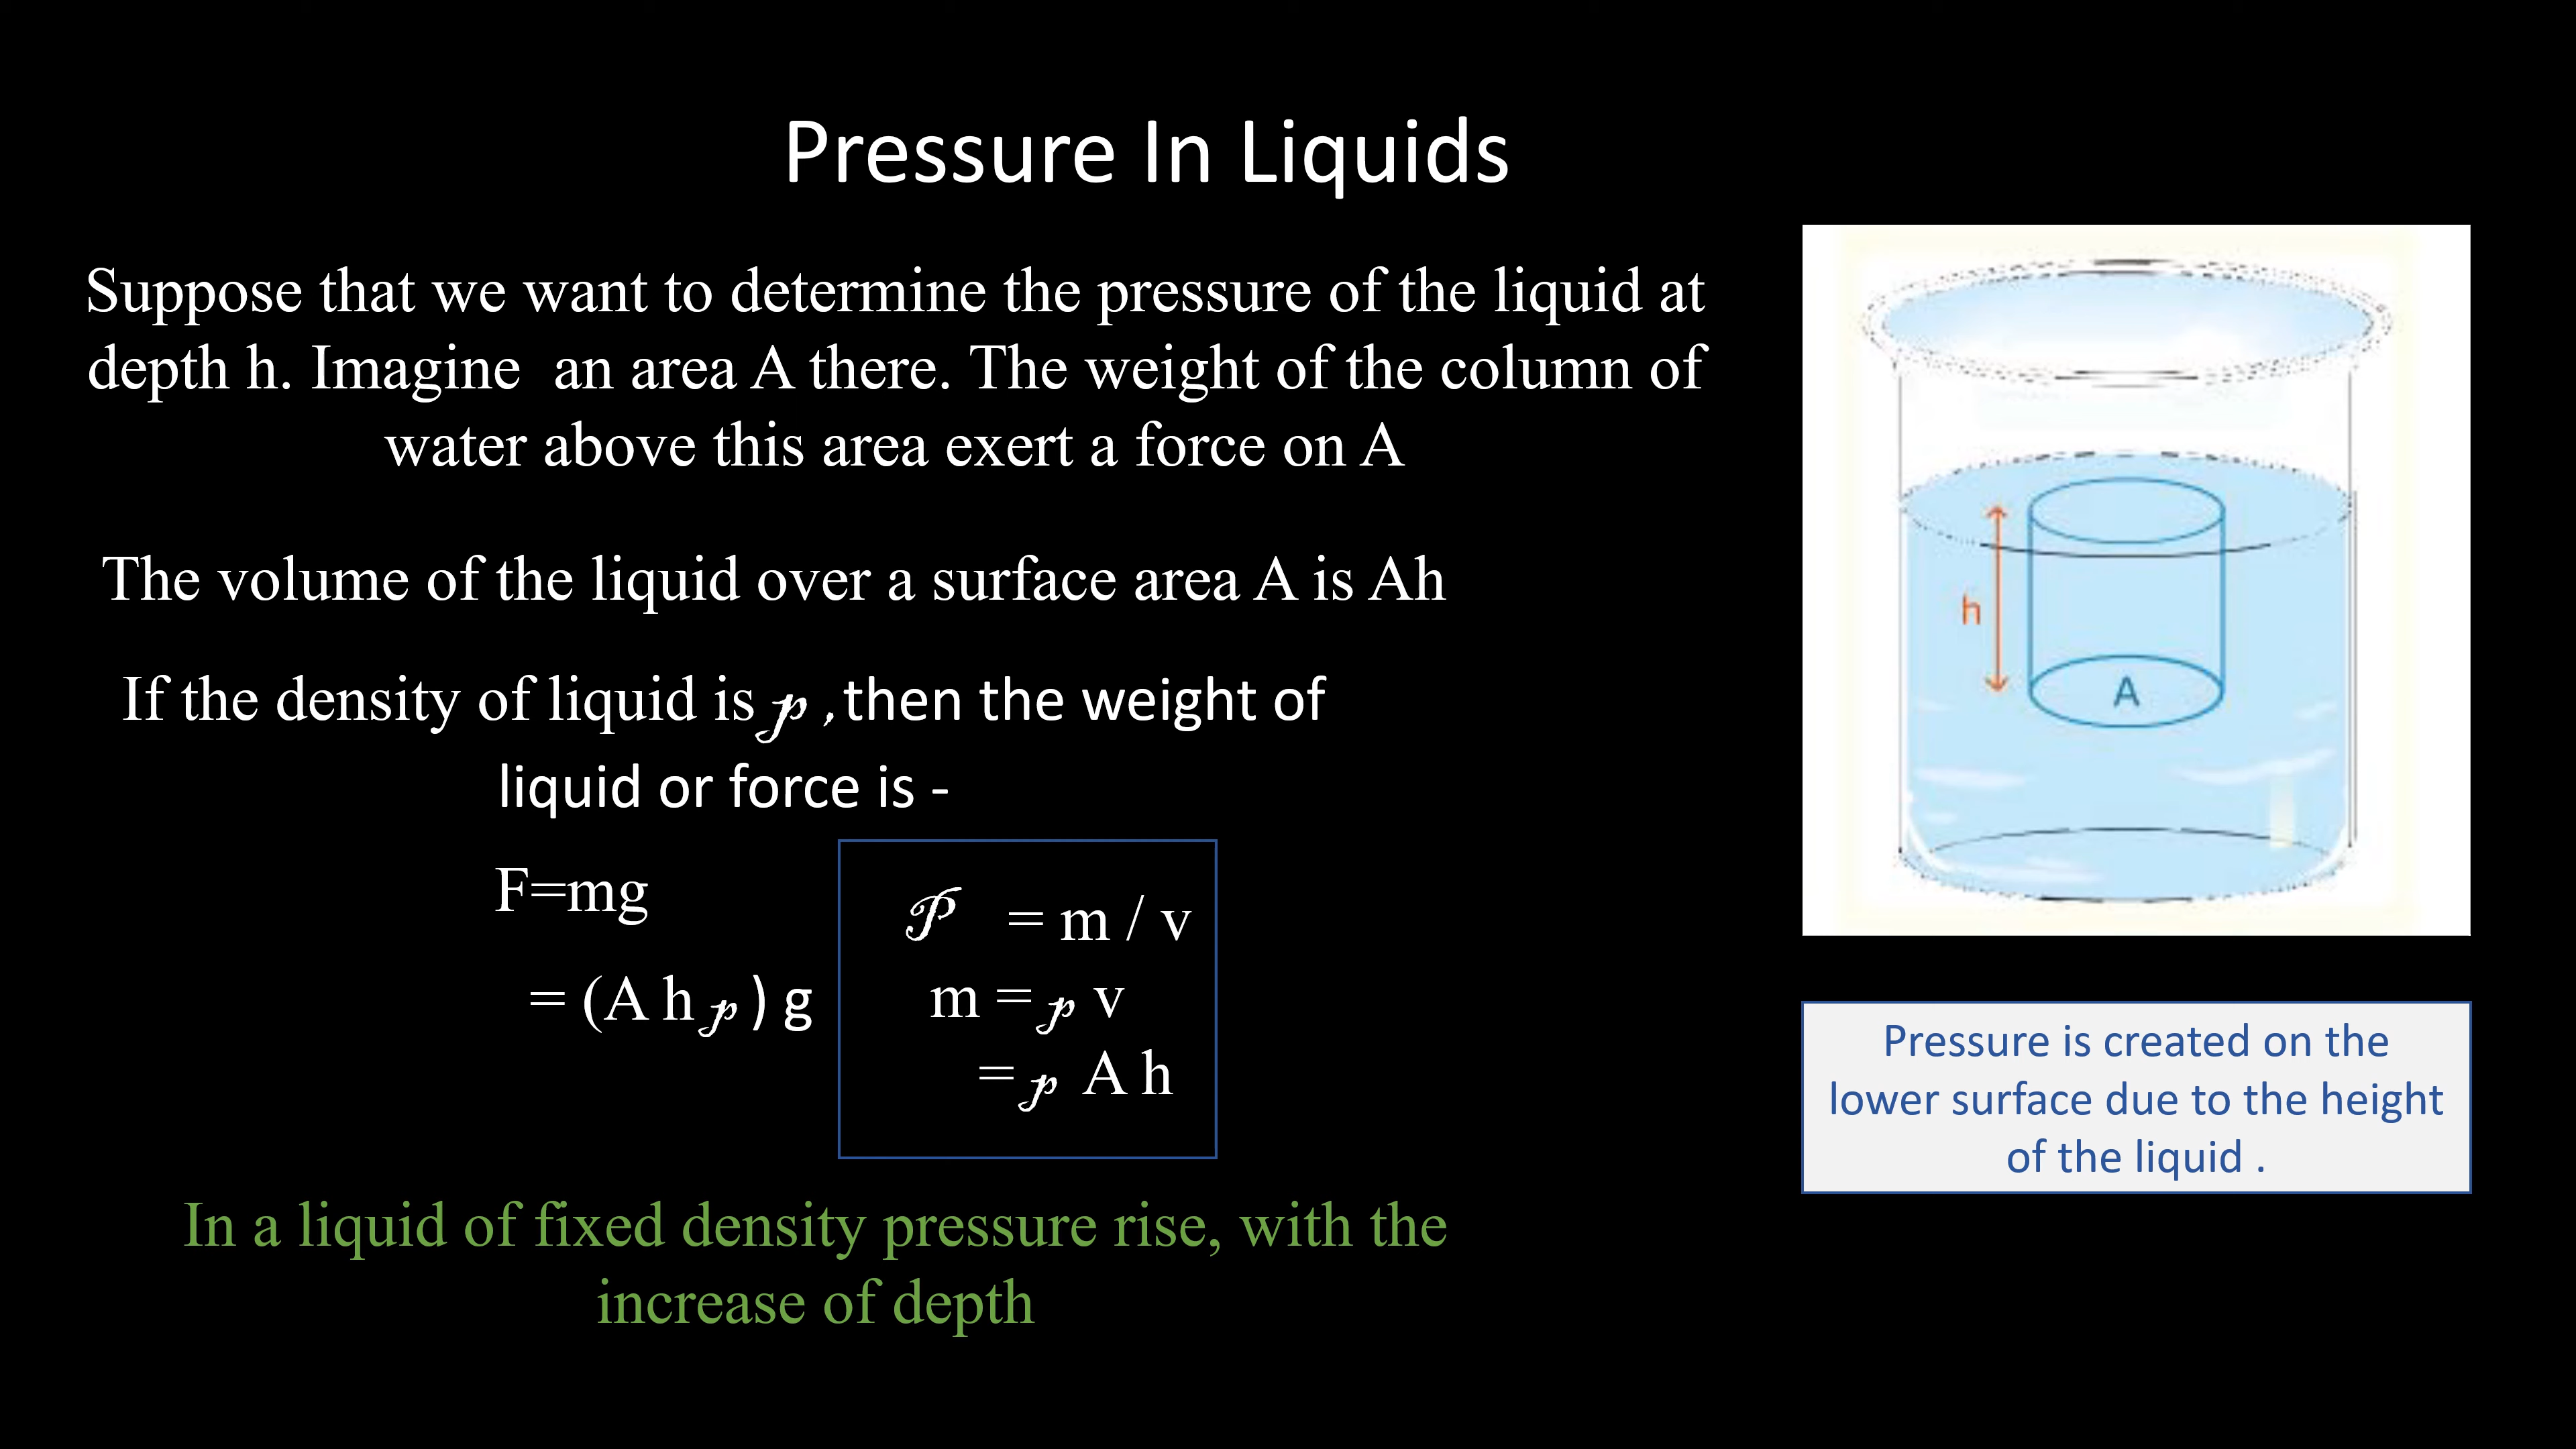 Pressure In Liquids
Suppose that we want to determine the pressure of the liquid at
depth h. Imagine an area A there. The weight of the column of
water above this area exert a force on A
The volume of the liquid over a surface area A is Ah
If the density of liquid is 𝓅 , then the weight of
liquid or force is -
F=mg
= (A h 𝓅 ) g
𝒫 = m / v
m = 𝓅 v
= 𝓅 A h
In a liquid of fixed density pressure rise, with the
increase of depth
h
A
Pressure is created on the
lower surface due to the height
of the liquid .